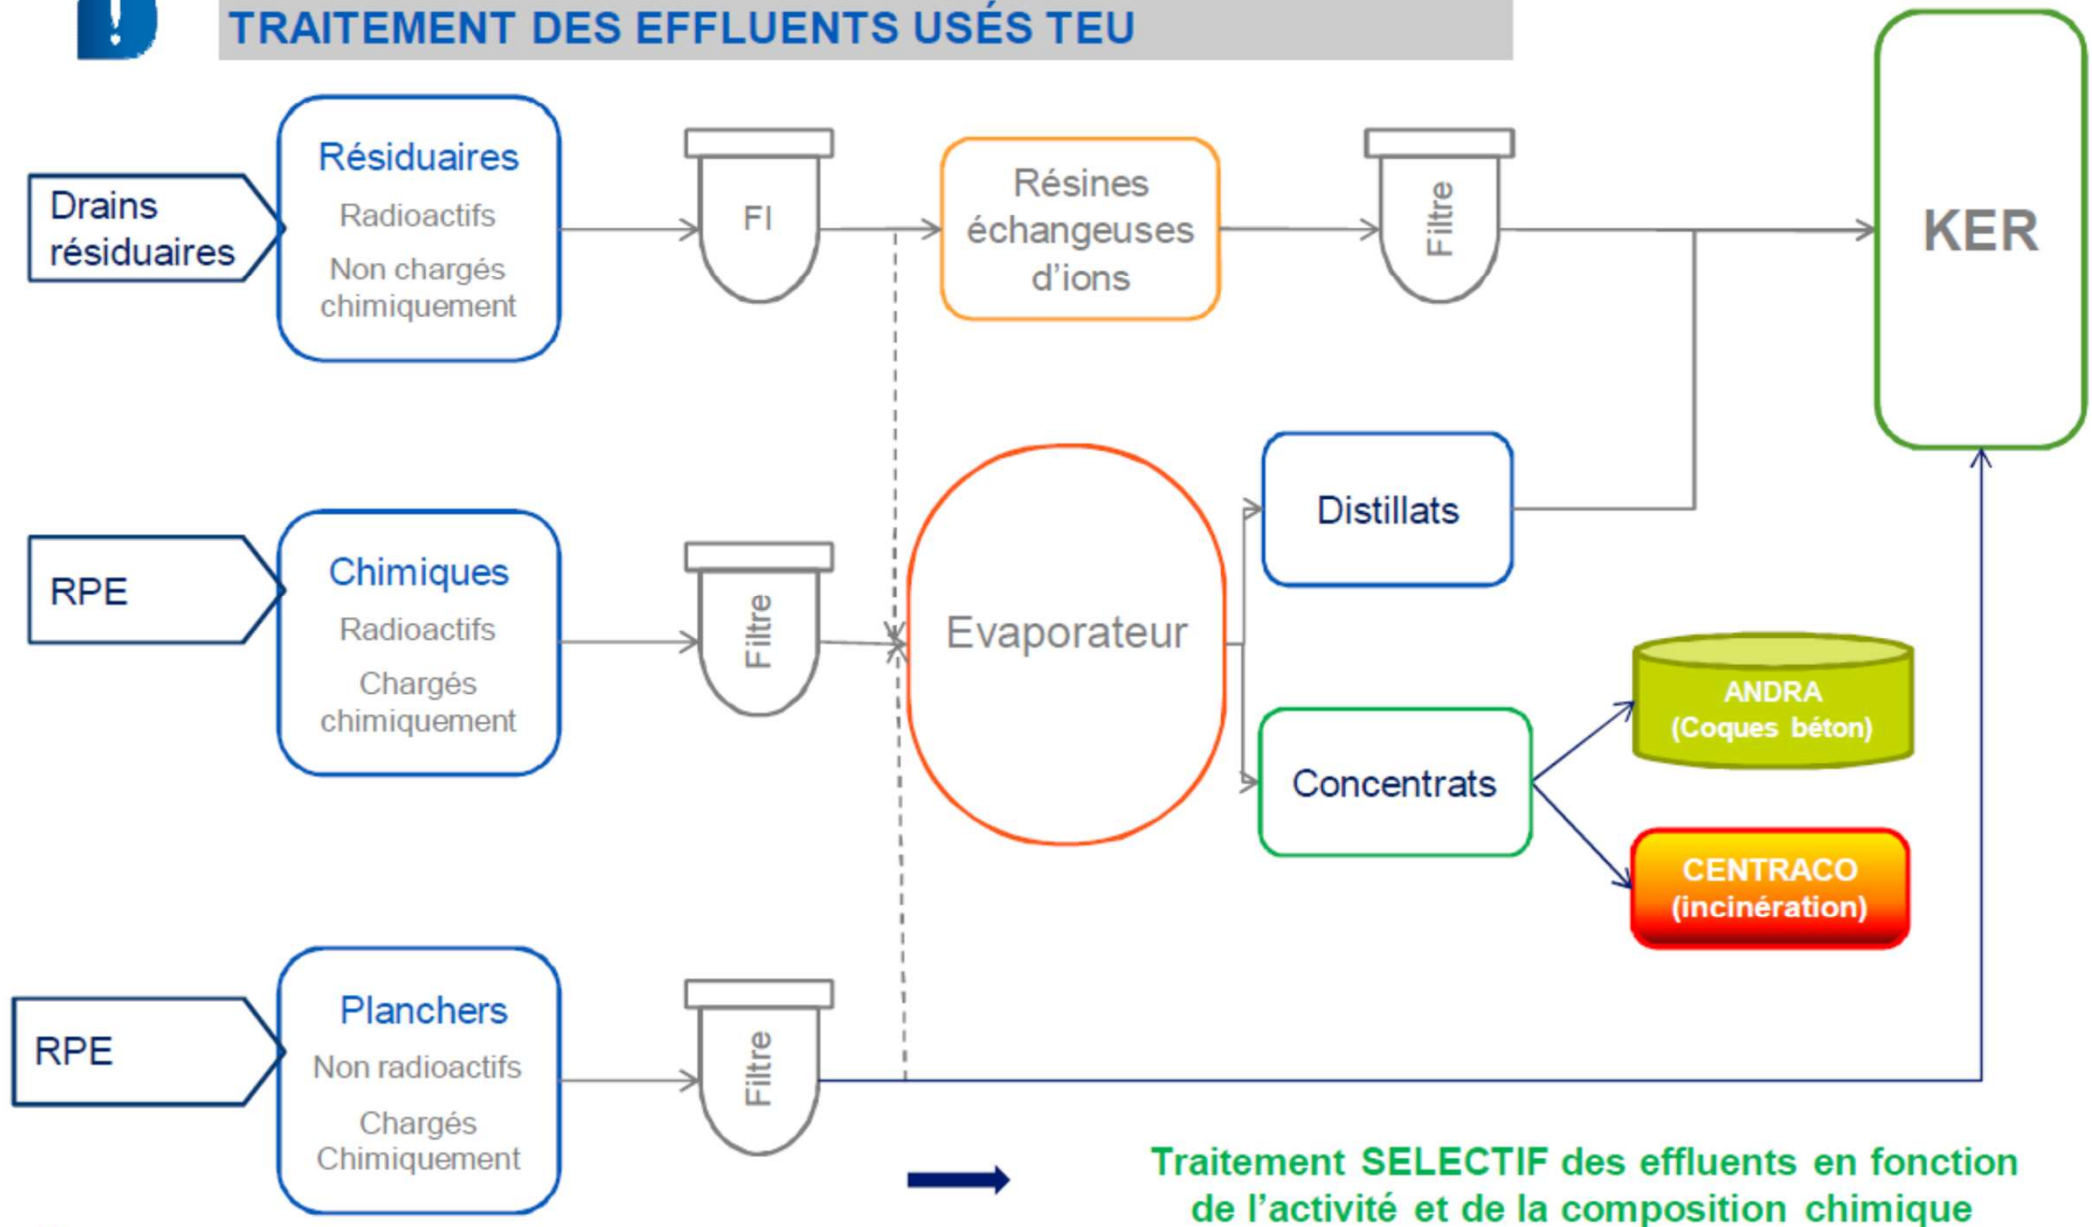 TRAITEMENT DES EFFLUENTS USÉS TEU
Drains
résiduaires
Résiduaires
Radioactifs
Non chargés
chimiquement
FI
Résines
échangeuses
d'ions
Filtre
KER
RPE
Chimiques
Radioactifs
Chargés
chimiquement
Filtre
Evaporateur
Distillats
Concentrats
ANDRA
(Coques béton)
CENTRACO
(incinération)
RPE
Planchers
Non radioactifs
Chargés
Chimiquement
Filtre
Traitement SELECTIF des effluents en fonction
de l'activité et de la composition chimique